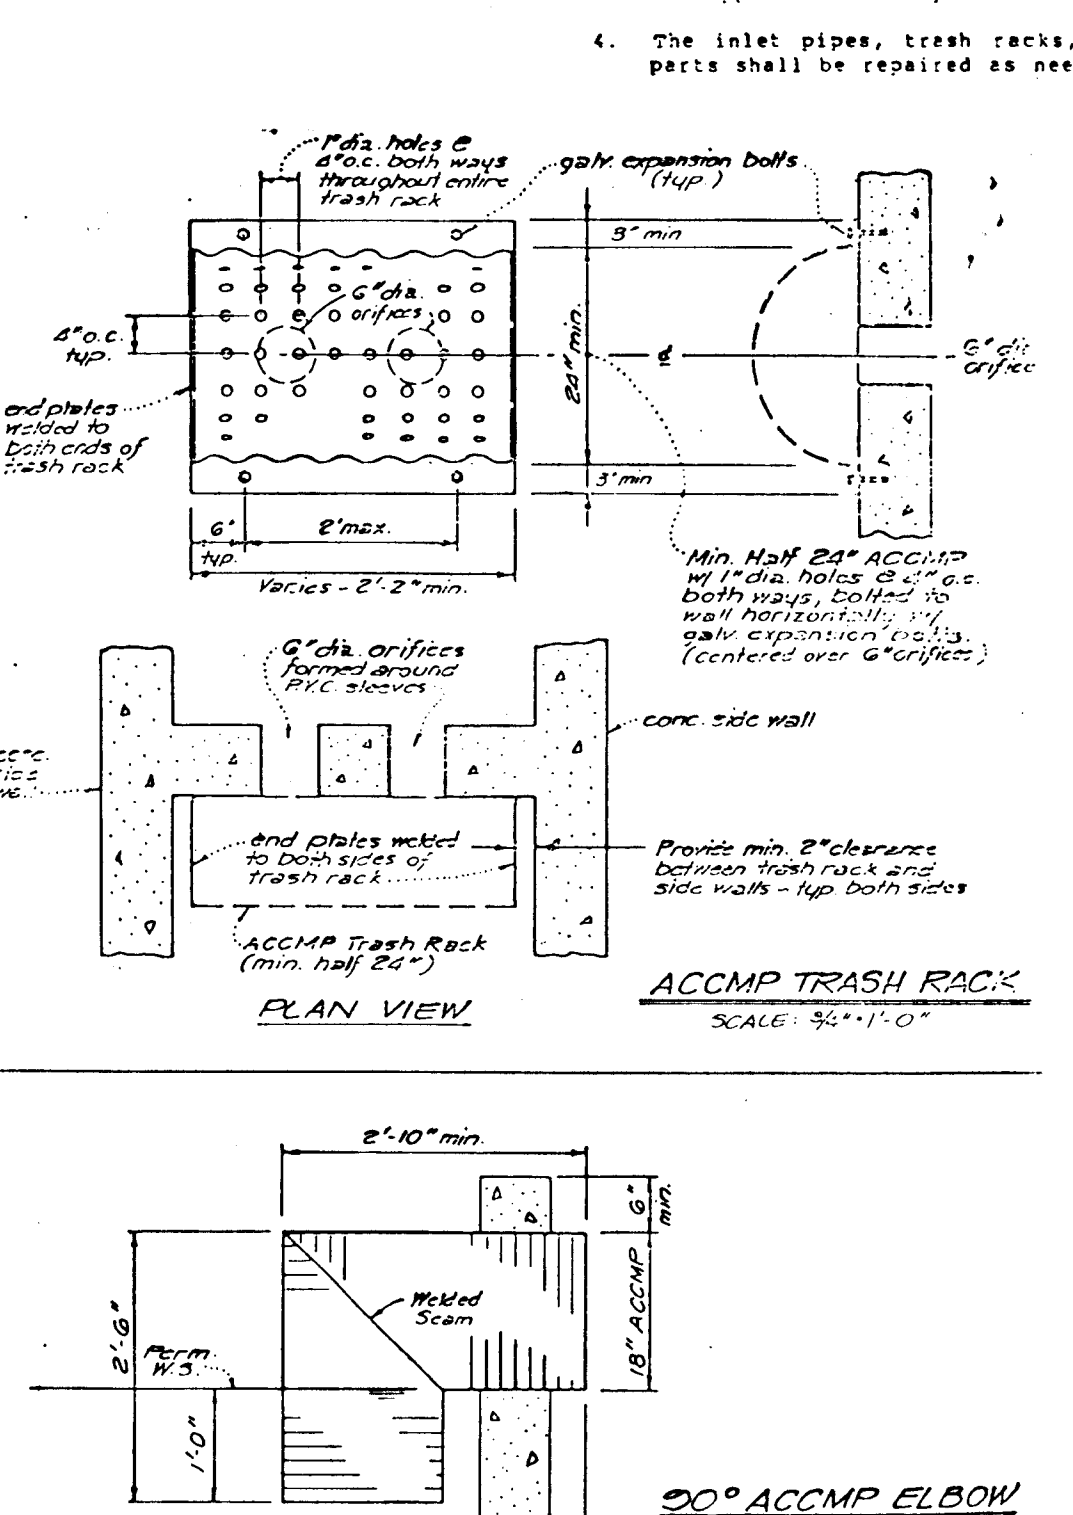 4. The inlet pipes, trash racks,
parts shall be repaired as nee
1" dia. holes @
4" o.c. both ways
throughout entire
trash rack
galv. expansion bolts
(typ.)
3" min
6" dia.
orifices
4" o.c.
typ.
24" min.
6" dia
orifice
end plates
welded to
both ends of
trash rack
3" min
6"
typ.
2' max.
Varies - 2'-2" min.
Min. Half 24" ACCMP
w/ 1" dia. holes @ 4" o.c.
both ways, bolted to
wall horizontally w/
galv. expansion bolts.
(centered over 6" orifices)
6" dia. orifices
formed around
P.V.C. sleeves
conc. side wall
end plates welded
to both sides of
trash rack
Provide min. 2" clearance
between trash rack and
side walls - typ. both sides
ACCMP Trash Rack
(min. half 24")
PLAN VIEW
ACCMP TRASH RACK
SCALE: 3/4" = 1'-0"
2'-10" min.
6"
min.
Welded
Seam
18" ACCMP
2'-6"
Perm.
W.S.
1'-0"
90° ACCMP ELBOW